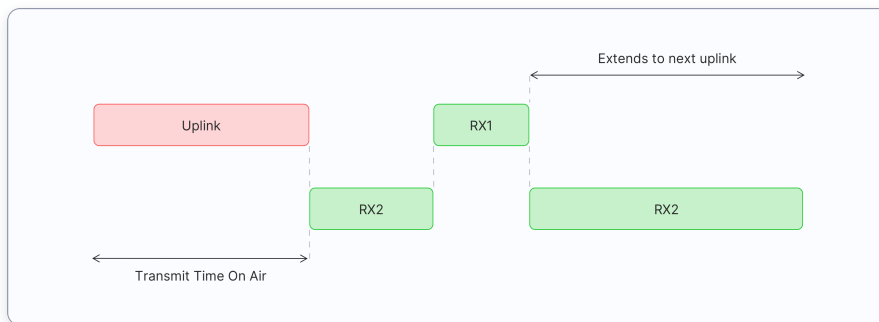 Extends to next uplink
Uplink
RX1
RX2
RX2
Transmit Time On Air